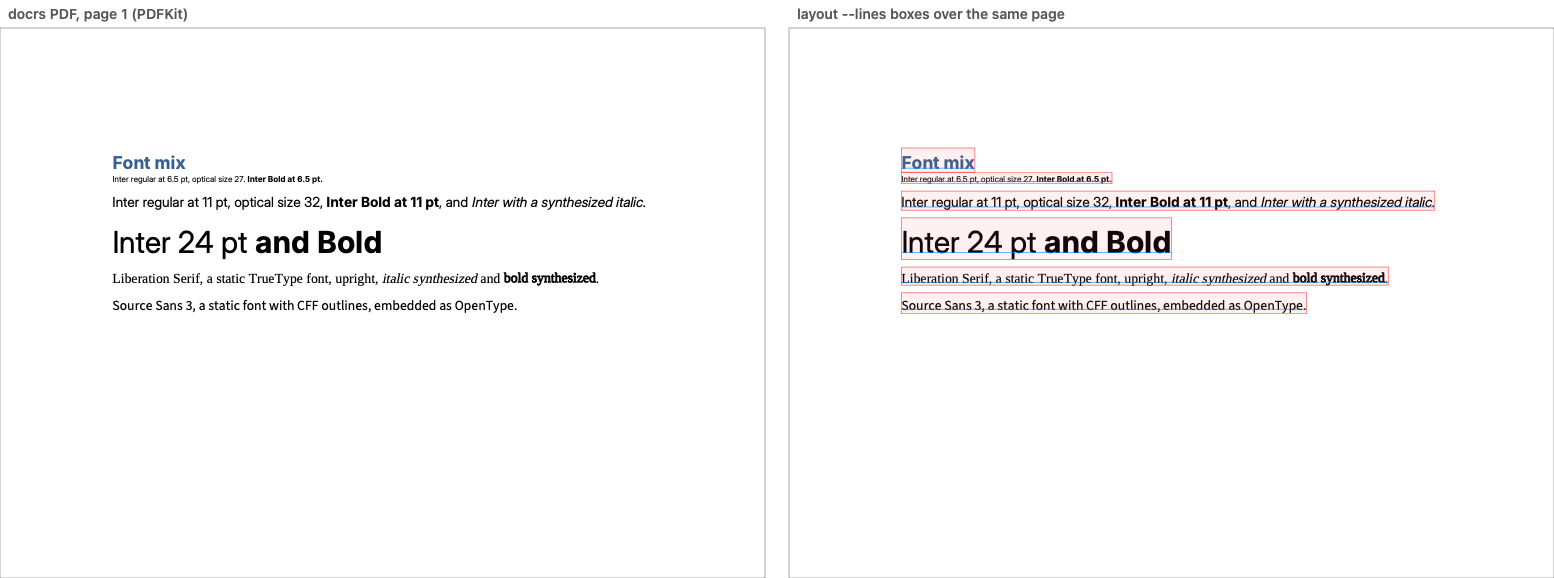 docrs PDF, page 1 (PDFKit)
Font mix
Inter regular at 6.5 pt, optical size 27. Inter Bold at 6.5 pt.
Inter regular at 11 pt, optical size 32, Inter Bold at 11 pt, and Inter with a synthesized italic.
Inter 24 pt and Bold
Liberation Serif, a static TrueType font, upright, italic synthesized and bold synthesized.
Source Sans 3, a static font with CFF outlines, embedded as OpenType.
layout --lines boxes over the same page
Font mix
Inter regular at 6.5 pt, optical size 27. Inter Bold at 6.5 pt.
Inter regular at 11 pt, optical size 32, Inter Bold at 11 pt, and Inter with a synthesized italic.
Inter 24 pt and Bold
Liberation Serif, a static TrueType font, upright, italic synthesized and bold synthesized.
Source Sans 3, a static font with CFF outlines, embedded as OpenType.